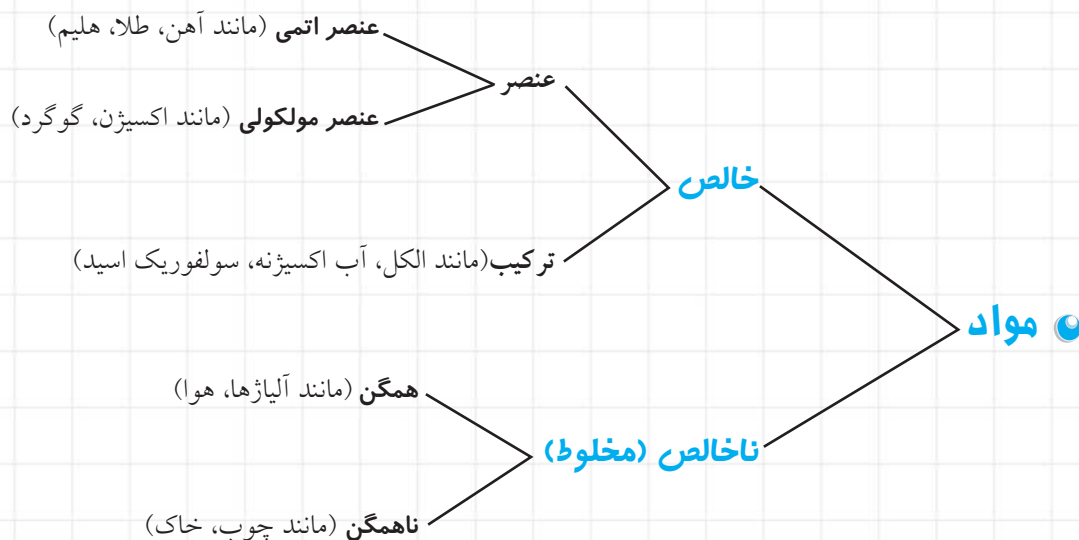 عنصر اتمی (مانند آهن، طلا، هلیم)
عنصر
عنصر مولکولی (مانند اکسیژن، گوگرد)
خالص
ترکیب(مانند الکل، آب اکسیژنه، سولفوریک اسید)
مواد
همگن (مانند آلیاژها، هوا)
ناخالص (مخلوط)
ناهمگن (مانند چوب، خاک)